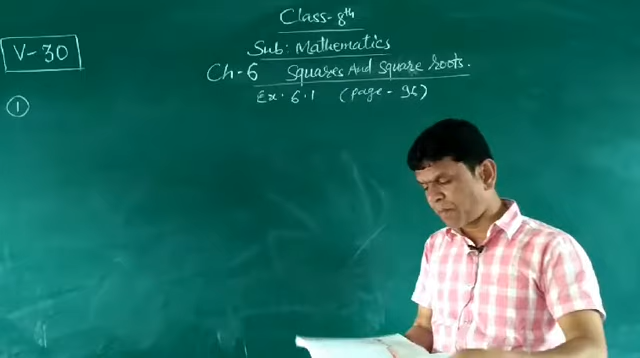 Class-8th
V-30
Sub: Mathematics
Ch-6 Squares And Square Roots.
Ex. 6.1 (page-96)
①